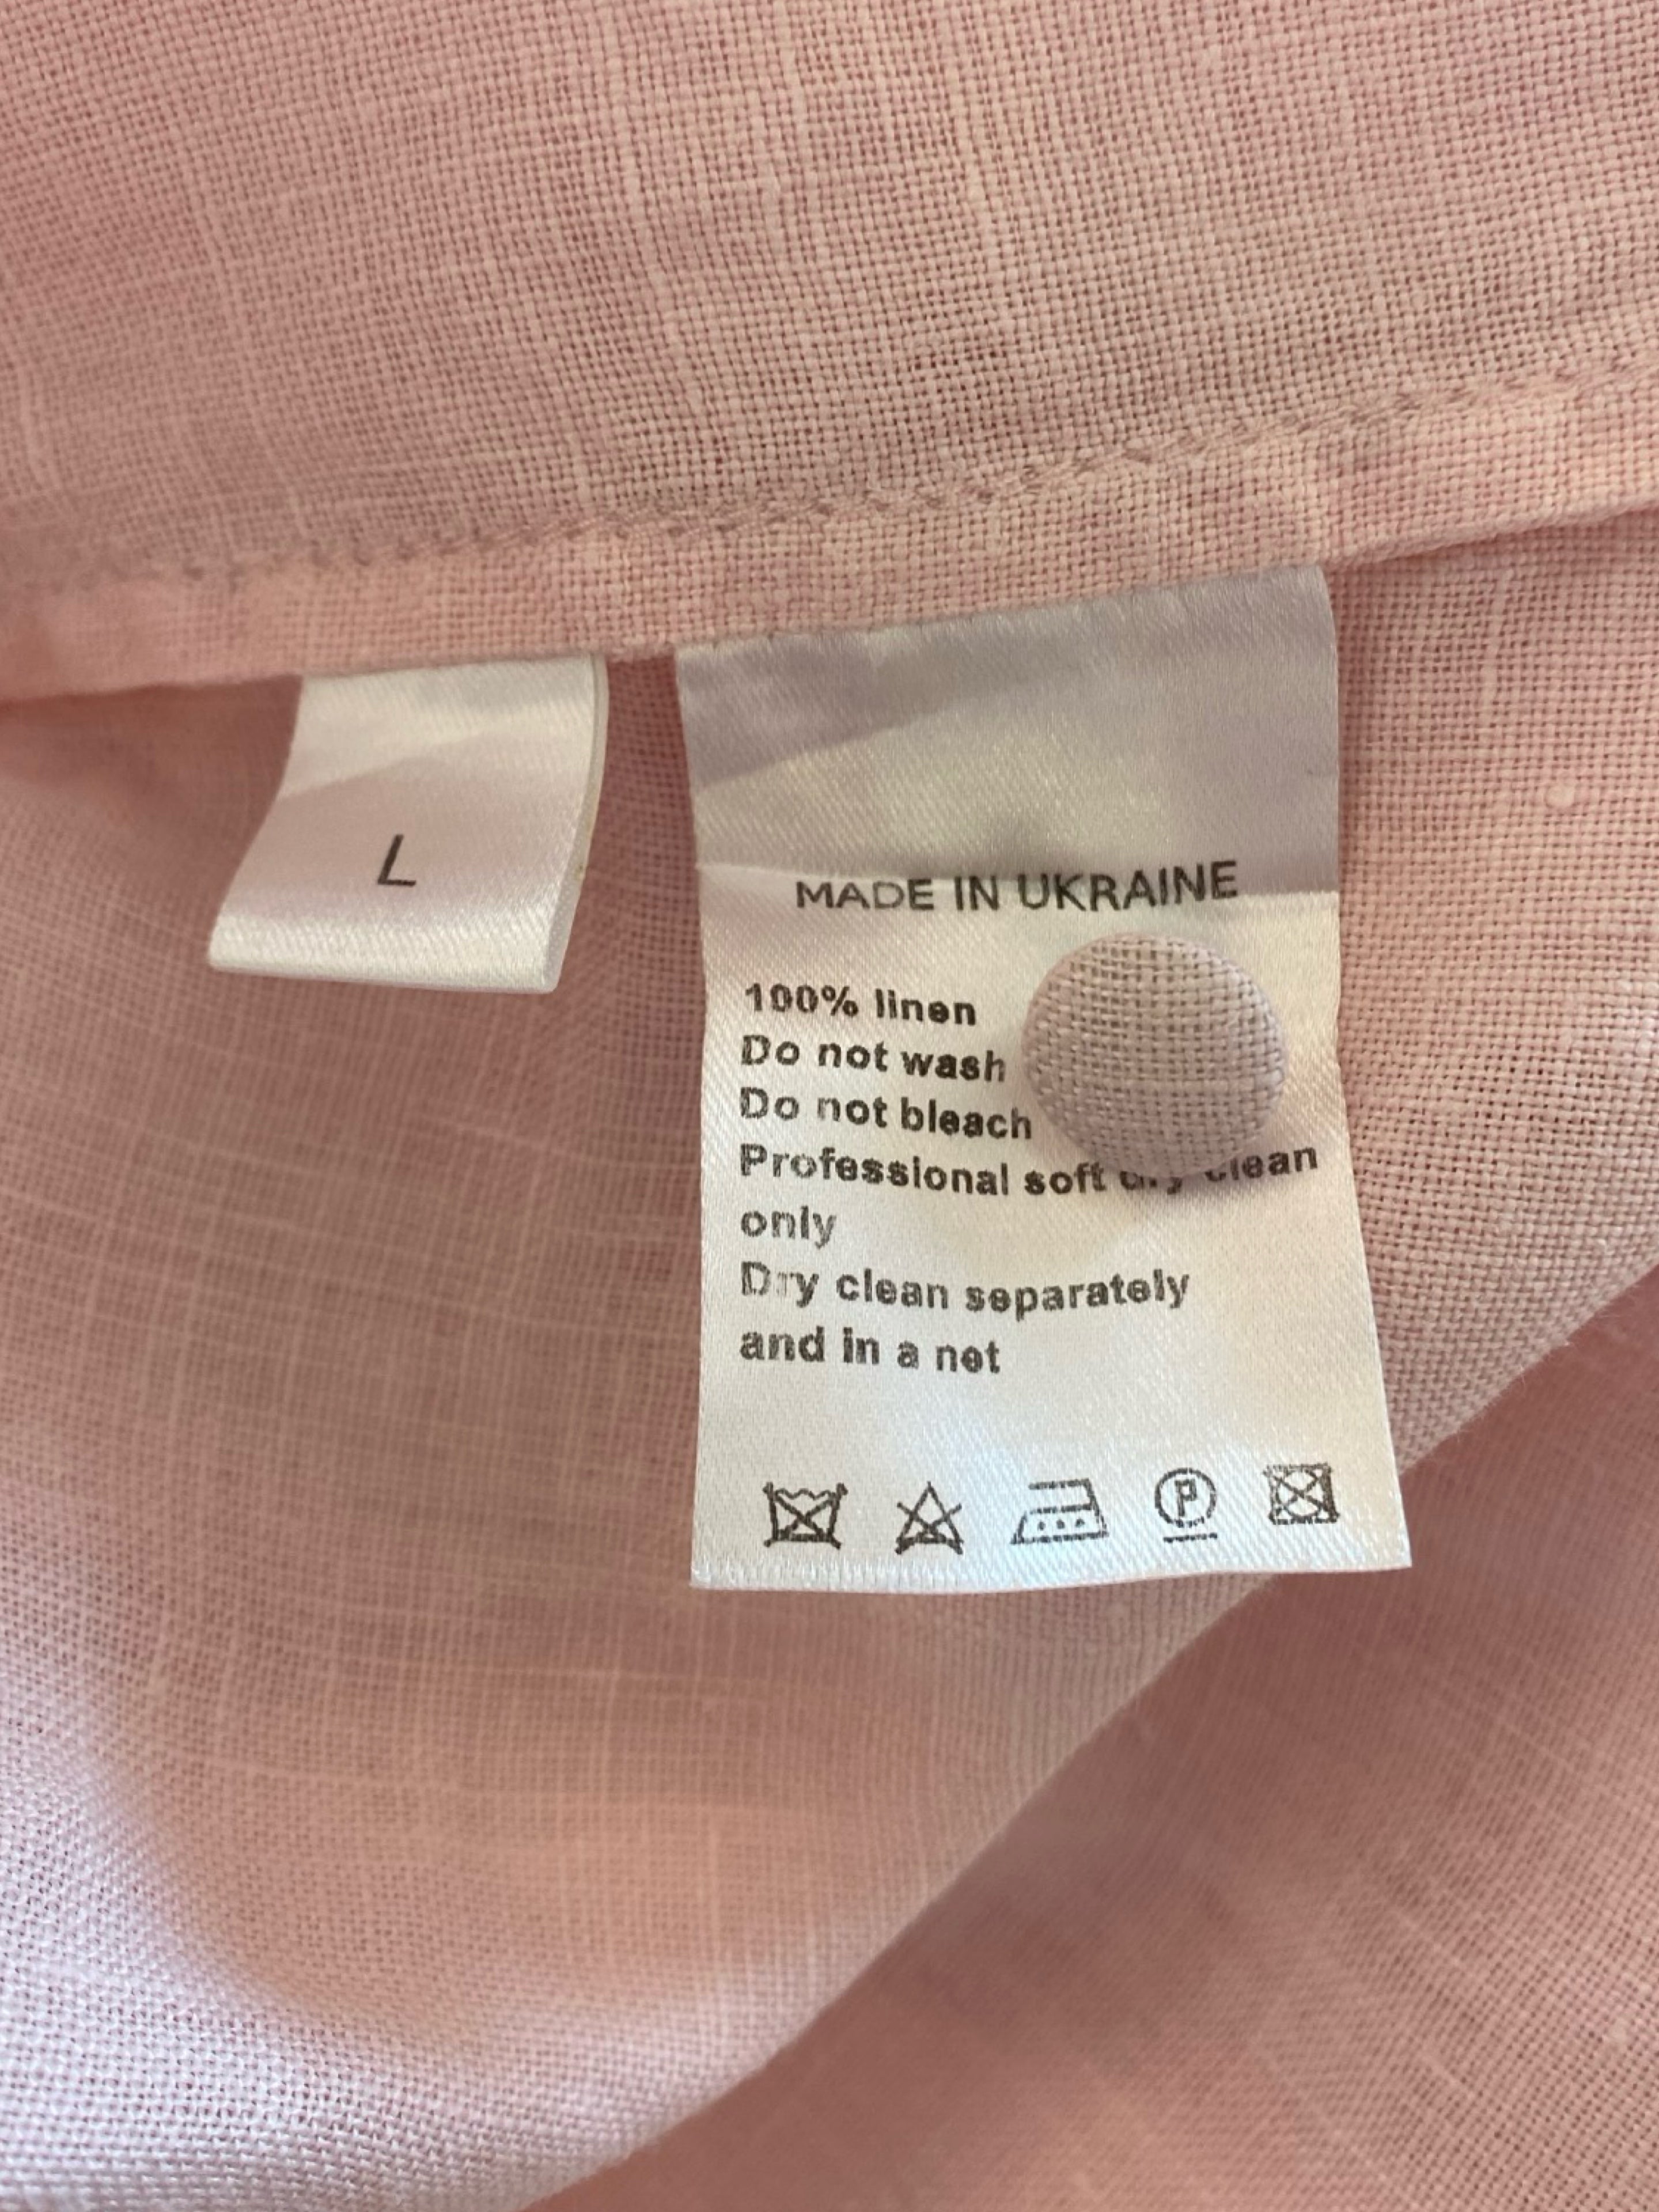 L
MADE IN UKRAINE
100% linen
Do not wash
Do not bleach
Professional soft clean
only
Dry clean separately
and in a net
P